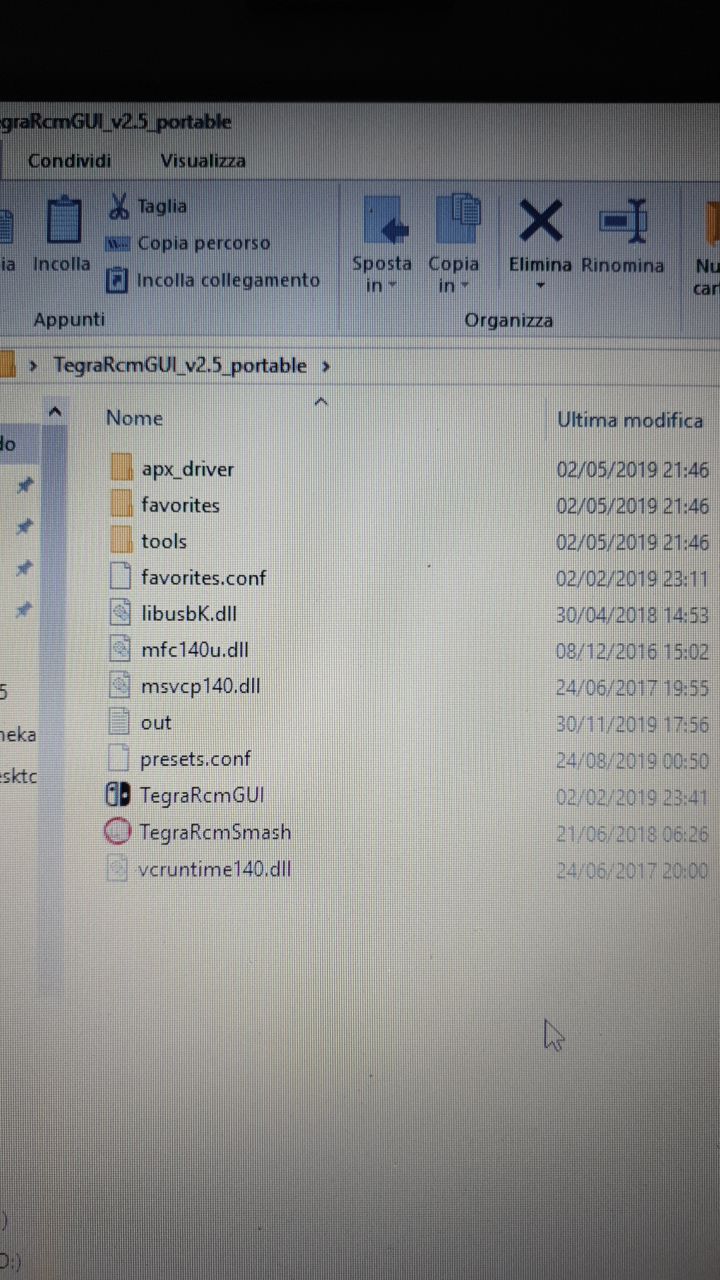 graRcmGUI_v2.5_portable
Condividi Visualizza
Taglia
Copia percorso
Incolla collegamento
ia Incolla
Sposta in
Copia in
Elimina Rinomina
Nu
car
Appunti
Organizza
TegraRcmGUI_v2.5_portable
Nome Ultima modifica
do
apx_driver 02/05/2019 21:46
favorites 02/05/2019 21:46
tools 02/05/2019 21:46
favorites.conf 02/02/2019 23:11
libusbK.dll 30/04/2018 14:53
mfc140u.dll 08/12/2016 15:02
msvcp140.dll 24/06/2017 19:55
5
out 30/11/2019 17:56
neka
presets.conf 24/08/2019 00:50
esktc
TegraRcmGUI 02/02/2019 23:41
TegraRcmSmash 21/06/2018 06:26
vcruntime140.dll 24/06/2017 20:00
)
D:)